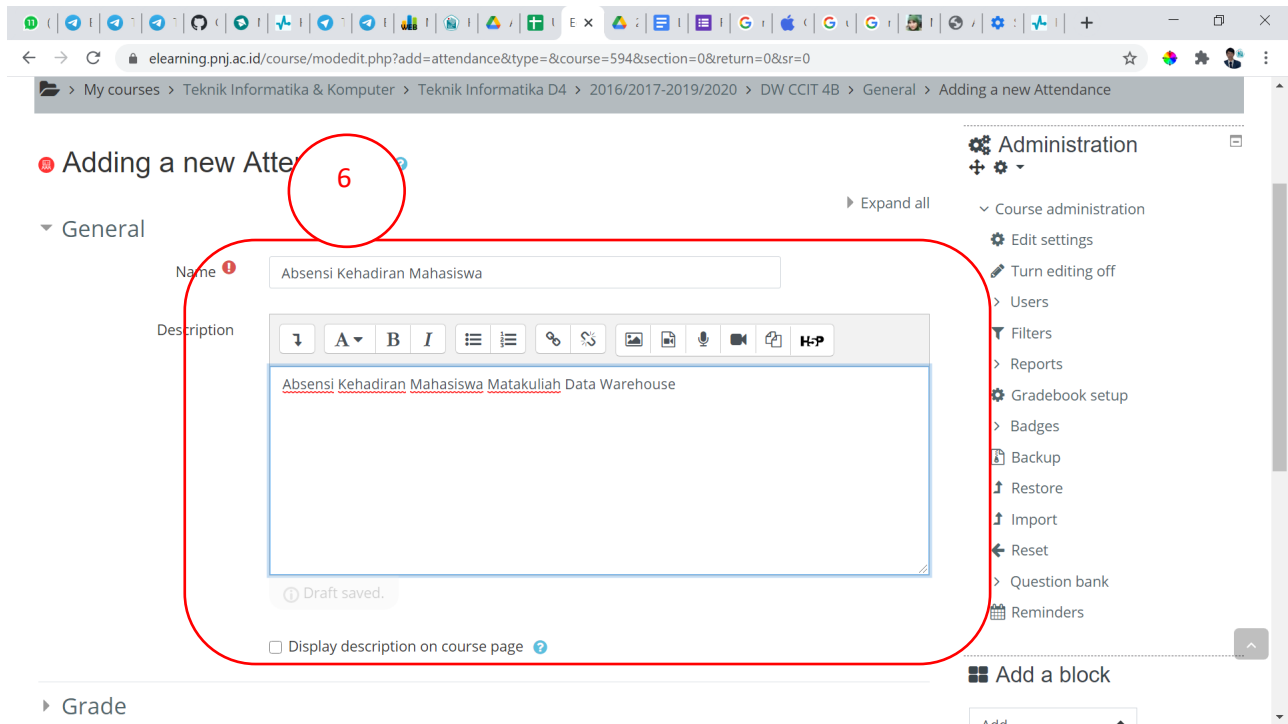 elearning.pnj.ac.id/course/modedit.php?add=attendance&type=&course=594&section=0&return=0&sr=0
My courses > Teknik Informatika & Komputer > Teknik Informatika D4 > 2016/2017-2019/2020 > DW CCIT 4B > General > Adding a new Attendance
Adding a new
6
Expand all
General
Name
Absensi Kehadiran Mahasiswa
Description
A B I
H5P
Absensi Kehadiran Mahasiswa Matakuliah Data Warehouse
Draft saved.
Display description on course page
Grade
Administration
Course administration
Edit settings
Turn editing off
Users
Filters
Reports
Gradebook setup
Badges
Backup
Restore
Import
Reset
Question bank
Reminders
Add a block